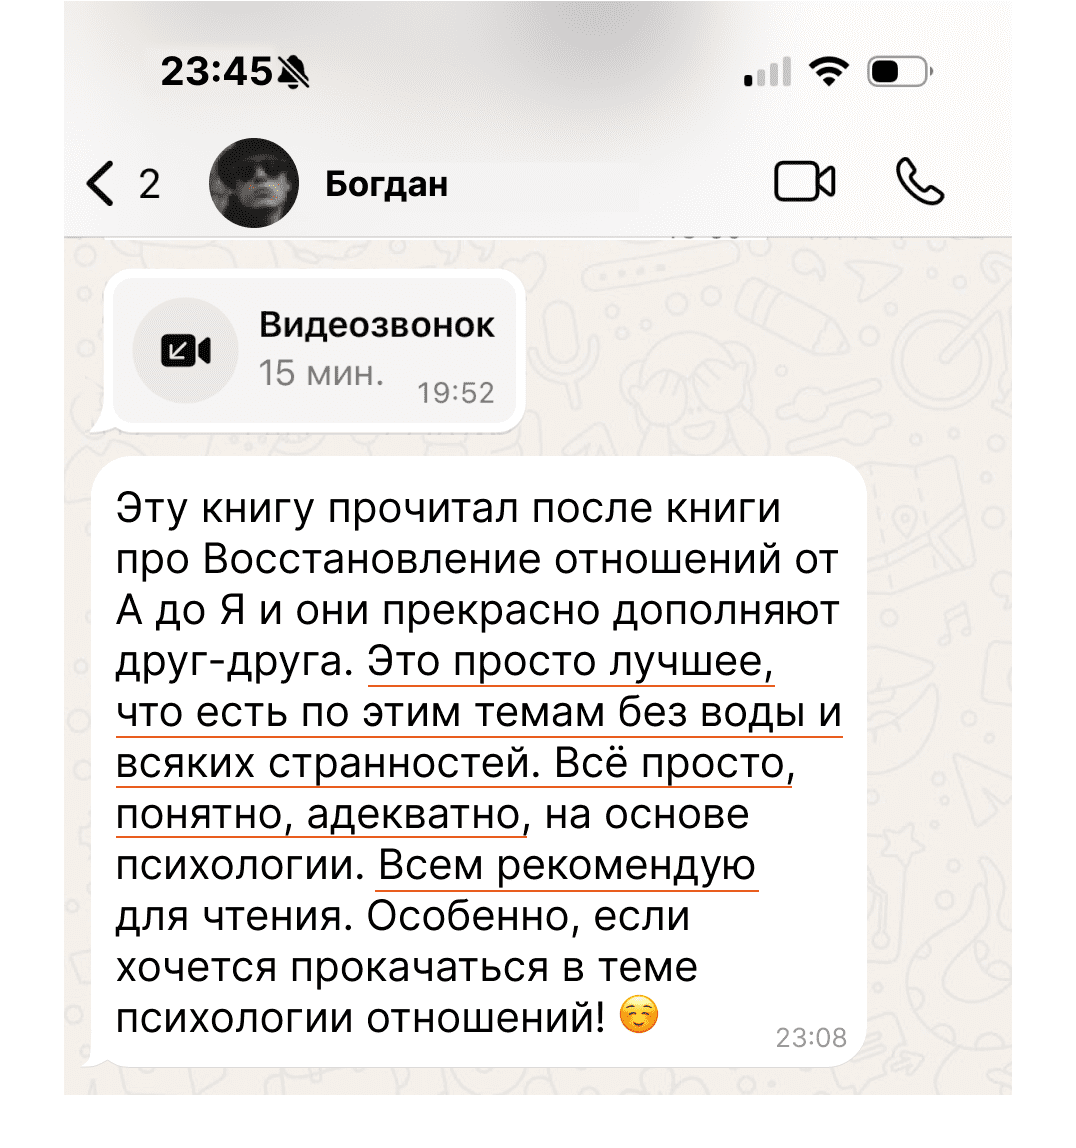 23:45
2
Богдан
Видеозвонок
15 мин.
19:52
Эту книгу прочитал после книги
про Восстановление отношений от
А до Я и они прекрасно дополняют
друг-друга. Это просто лучшее,
что есть по этим темам без воды и
всяких странностей. Всё просто,
понятно, адекватно, на основе
психологии. Всем рекомендую
для чтения. Особенно, если
хочется прокачаться в теме
психологии отношений! ☺️
23:08